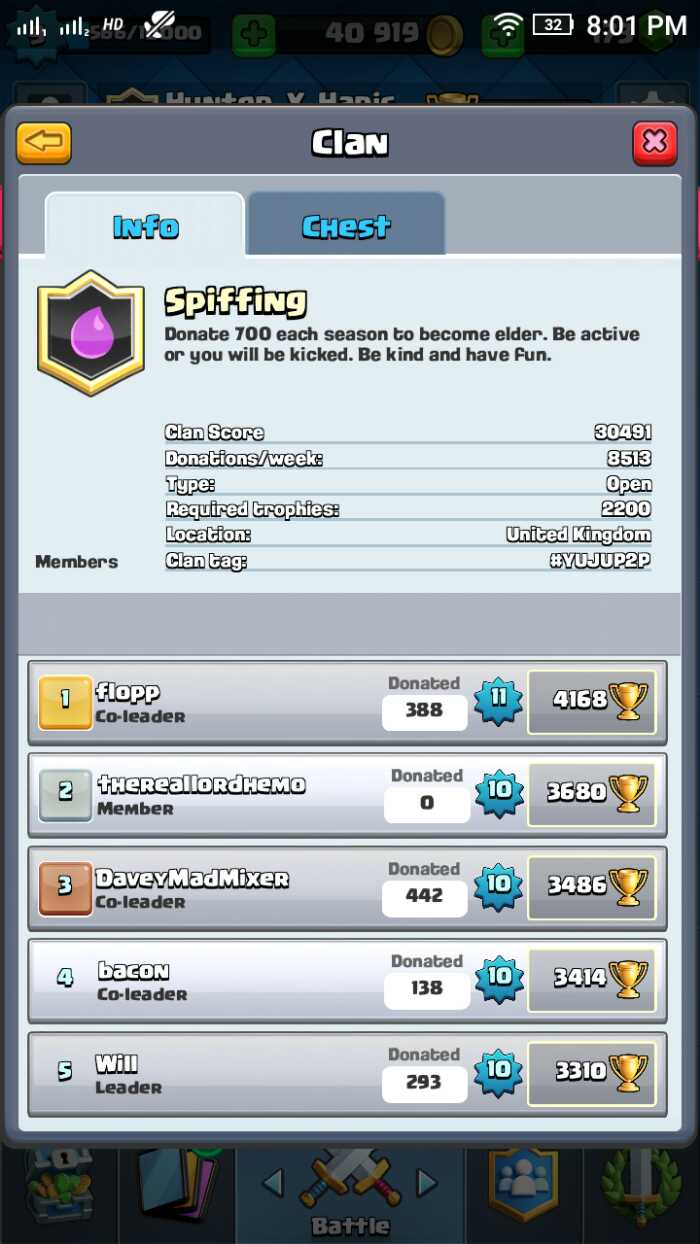 HD 32 8:01 PM
40 919
Clan
Info Chest
Spiffing
Donate 700 each season to become elder. Be active
or you will be kicked. Be kind and have fun.
Clan Score 30491
Donations/week: 8513
Type: Open
Required trophies: 2200
Location: United Kingdom
Members Clan tag: #YUJUP2P
1 flopp Donated 388 11 4168
Co-leader
2 thereallordhemo Donated 0 10 3680
Member
3 DaveyMadMixer Donated 442 10 3486
Co-leader
4 bacon Donated 138 10 3414
Co-leader
5 Will Donated 293 10 3310
Leader
Battle